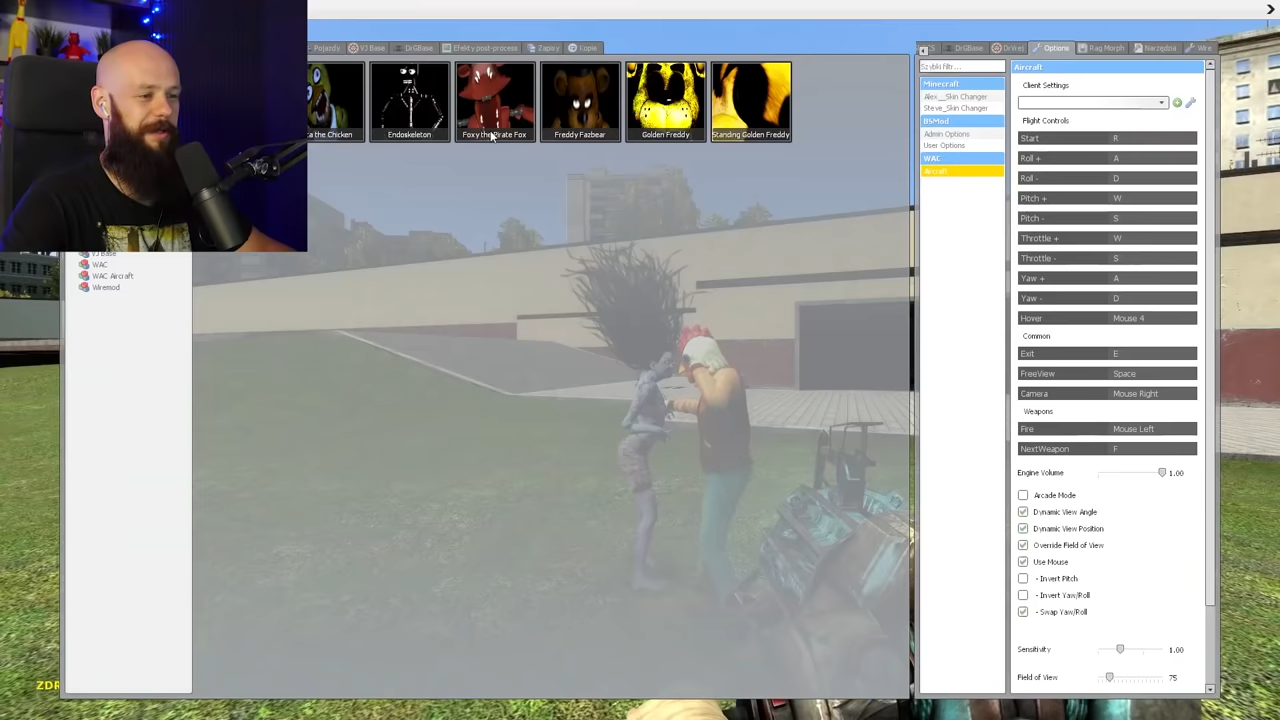 Pojazdy
VJ Base
DrGBase
Efekty post-process
Zapisy
Kopie
DrGBase
Options
Rag Morph
Narzędzia
Wire
the Chicken
Endoskeleton
Foxy the Pirate Fox
Freddy Fazbear
Golden Freddy
Standing Golden Freddy
VJ Base
WAC
WAC Aircraft
Wiremod
Szybki filtr...
Minecraft
Alex__Skin Changer
Steve_Skin Changer
BSMod
Admin Options
User Options
WAC
Aircraft
Aircraft
Client Settings
Flight Controls
Start R
Roll + A
Roll - D
Pitch + W
Pitch - S
Throttle + W
Throttle - S
Yaw + A
Yaw - D
Hover Mouse 4
Common
Exit E
FreeView Space
Camera Mouse Right
Weapons
Fire Mouse Left
NextWeapon F
Engine Volume 1.00
Arcade Mode
Dynamic View Angle
Dynamic View Position
Override Field of View
Use Mouse
- Invert Pitch
- Invert Yaw/Roll
- Swap Yaw/Roll
Sensitivity 1.00
Field of View 75
ZDR